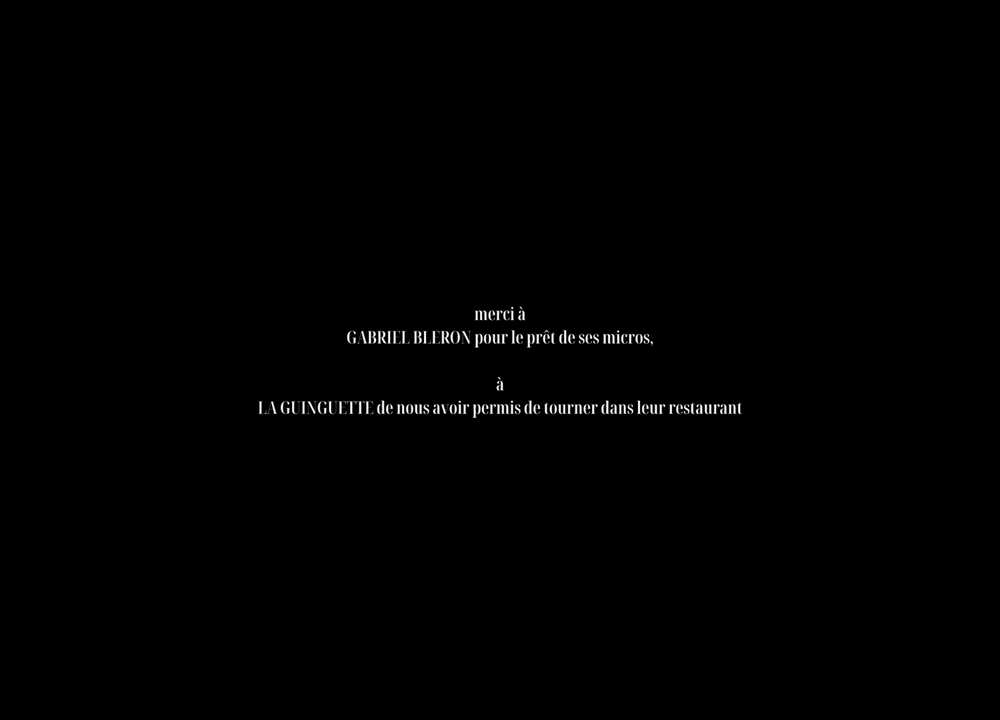 merci à
GABRIEL BLERON pour le prêt de ses micros,
à
LA GUINGUETTE de nous avoir permis de tourner dans leur restaurant